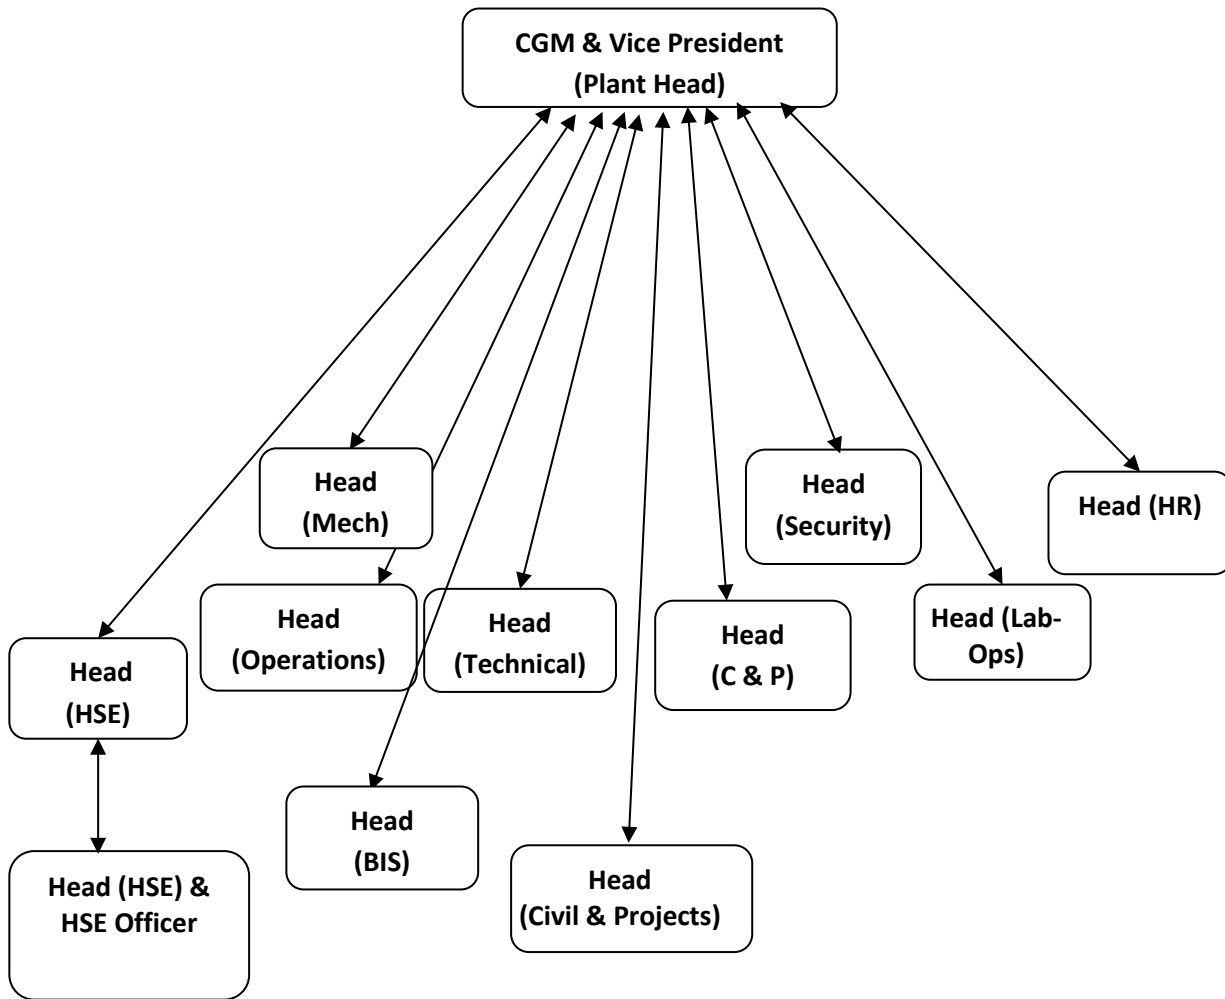 CGM & Vice President
(Plant Head)
Head
(Mech)
Head
(Security)
Head (HR)
Head
(Operations)
Head
(Technical)
Head
(C & P)
Head (Lab-
Ops)
Head
(HSE)
Head
(BIS)
Head
(Civil & Projects)
Head (HSE) &
HSE Officer